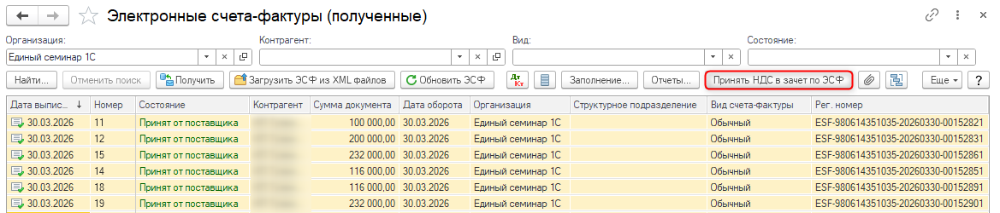 Электронные счета-фактуры (полученные)
Организация: Контрагент: Вид: Состояние:
Единый семинар 1С
Найти... Отменить поиск Получить Загрузить ЭСФ из XML файлов Обновить ЭСФ Дт Кт Заполнение... Отчеты... Принять НДС в зачет по ЭСФ Еще ?
Дата выпис... ↓ Номер Состояние Контрагент Сумма документа Дата оборота Организация Структурное подразделение Вид счета-фактуры Рег. номер
30.03.2026 11 Принят от поставщика 100 000,00 30.03.2026 Единый семинар 1С Обычный ESF-980614351035-20260330-00152821
30.03.2026 12 Принят от поставщика 200 000,00 30.03.2026 Единый семинар 1С Обычный ESF-980614351035-20260330-00152831
30.03.2026 15 Принят от поставщика 232 000,00 30.03.2026 Единый семинар 1С Обычный ESF-980614351035-20260330-00152861
30.03.2026 14 Принят от поставщика 116 000,00 30.03.2026 Единый семинар 1С Обычный ESF-980614351035-20260330-00152851
30.03.2026 18 Принят от поставщика 116 000,00 30.03.2026 Единый семинар 1С Обычный ESF-980614351035-20260330-00152891
30.03.2026 19 Принят от поставщика 232 000,00 30.03.2026 Единый семинар 1С Обычный ESF-980614351035-20260330-00152901